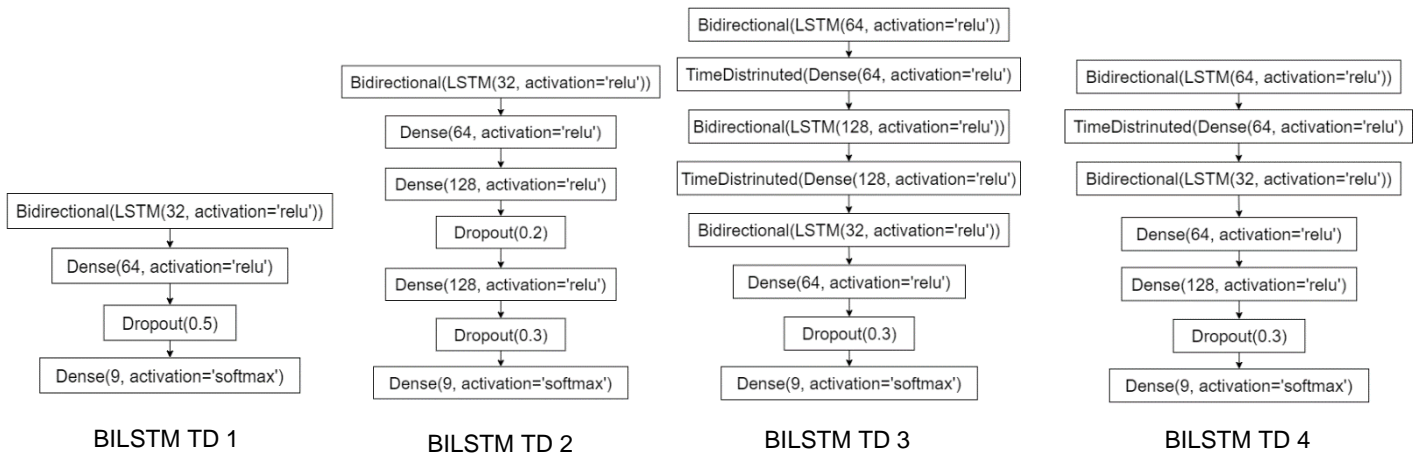 Bidirectional(LSTM(32, activation='relu'))
Dense(64, activation='relu')
Dropout(0.5)
Dense(9, activation='softmax')
BILSTM TD 1
Bidirectional(LSTM(32, activation='relu'))
Dense(64, activation='relu')
Dense(128, activation='relu')
Dropout(0.2)
Dense(128, activation='relu')
Dropout(0.3)
Dense(9, activation='softmax')
BILSTM TD 2
Bidirectional(LSTM(64, activation='relu'))
TimeDistrinuted(Dense(64, activation='relu')
Bidirectional(LSTM(128, activation='relu'))
TimeDistrinuted(Dense(128, activation='relu')
Bidirectional(LSTM(32, activation='relu'))
Dense(64, activation='relu')
Dropout(0.3)
Dense(9, activation='softmax')
BILSTM TD 3
Bidirectional(LSTM(64, activation='relu'))
TimeDistrinuted(Dense(64, activation='relu')
Bidirectional(LSTM(32, activation='relu'))
Dense(64, activation='relu')
Dense(128, activation='relu')
Dropout(0.3)
Dense(9, activation='softmax')
BILSTM TD 4